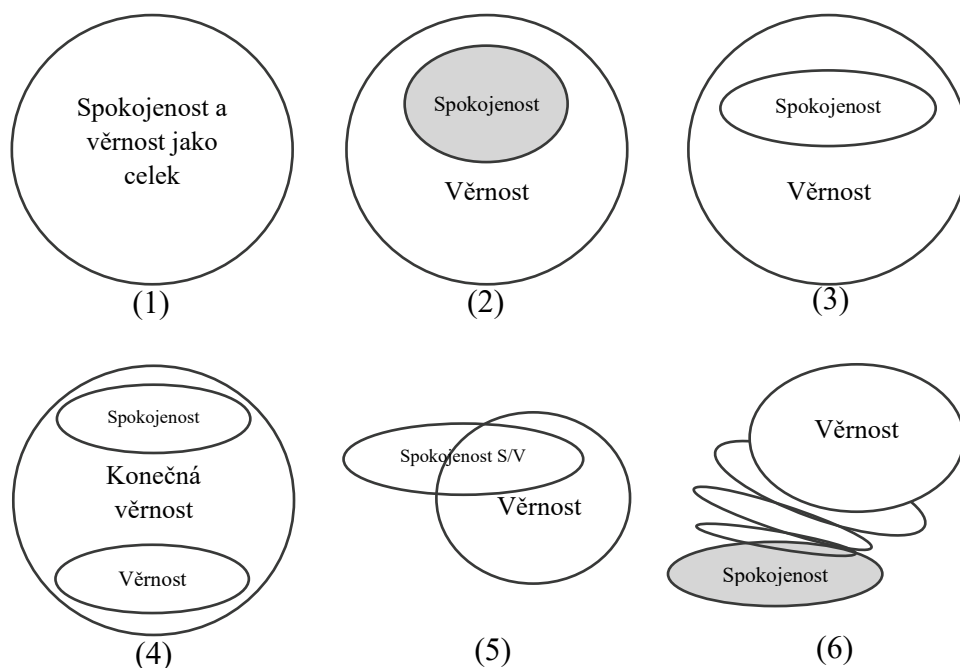 Spokojenost a
věrnost jako
celek
(1)
Spokojenost
Věrnost
(2)
Spokojenost
Věrnost
(3)
Spokojenost
Konečná
věrnost
Věrnost
(4)
Spokojenost S/V
Věrnost
(5)
Věrnost
Spokojenost
(6)